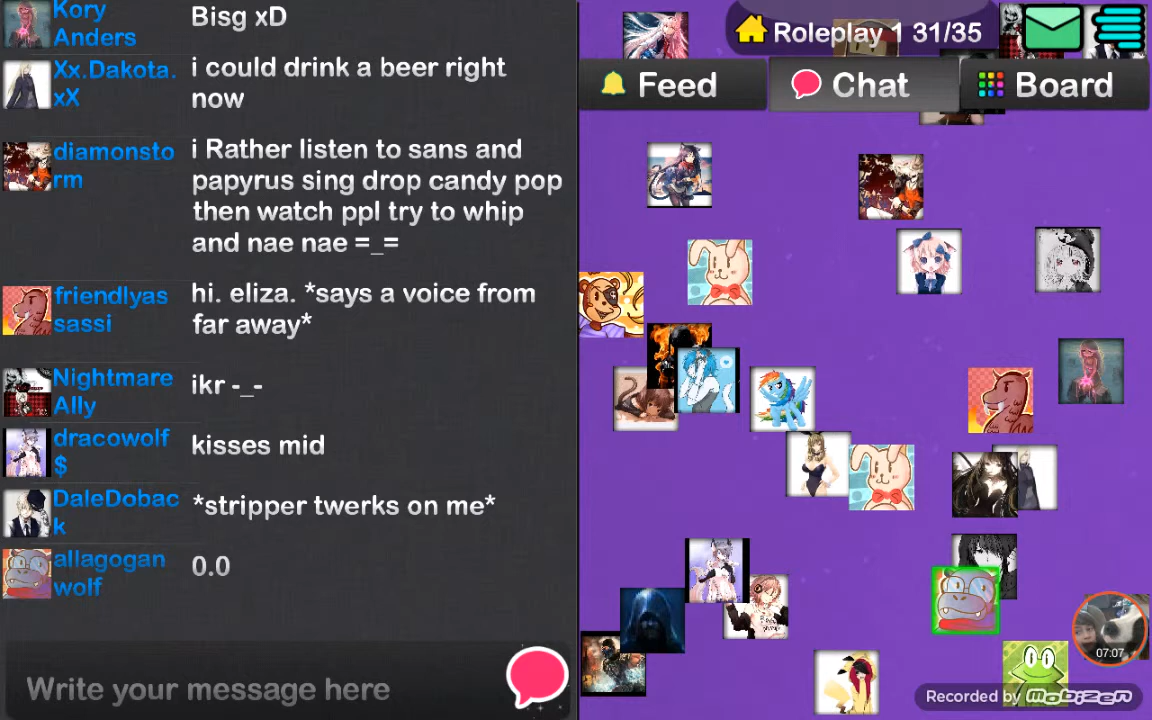 Kory
Anders
Bisg xD
Xx.Dakota.
xX
i could drink a beer right
now
diamonsto
rm
i Rather listen to sans and
papyrus sing drop candy pop
then watch ppl try to whip
and nae nae =_=
friendlyas
sassi
hi. eliza. *says a voice from
far away*
Nightmare
Ally
ikr -_-
dracowolf
$
kisses mid
DaleDobac
k
*stripper twerks on me*
allagogan
wolf
0.0
Write your message here
Roleplay 1 31/35
Feed
Chat
Board
07:07
Recorded by Mobizen